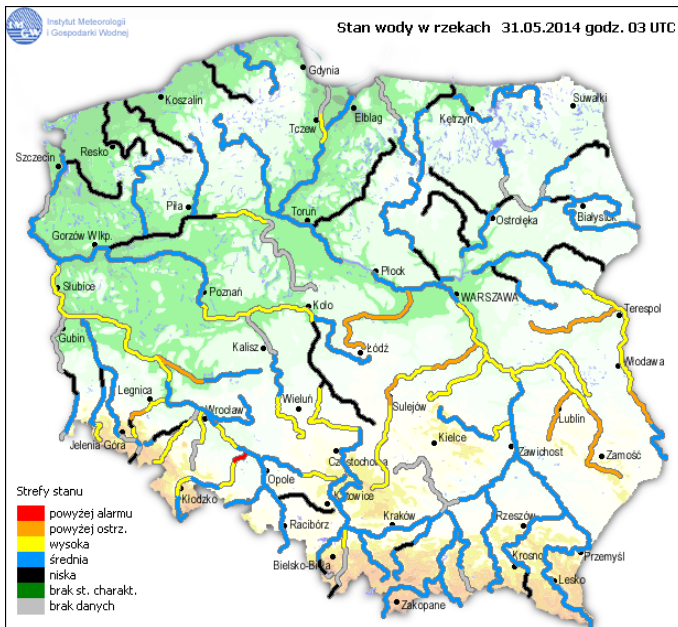 Instytut Meteorologii
i Gospodarki Wodnej
Stan wody w rzekach 31.05.2014 godz. 03 UTC
Gdynia
Koszalin
Suwałki
Tczew
Elbląg
Kętrzyn
Resko
Szczecin
Piła
Toruń
Ostrołęka
Białystok
Gorzów Wlkp.
Płock
Słubice
Poznań
Koło
WARSZAWA
Terespol
Gubin
Kalisz
Łódź
Włodawa
Legnica
Wrocław
Wieluń
Sulejów
Lublin
Jelenia Góra
Kielce
Zawichost
Zamość
Częstochowa
Opole
Kłodzko
Katowice
Racibórz
Kraków
Rzeszów
Bielsko-Biała
Krosno
Przemyśl
Lesko
Zakopane
Strefy stanu
powyżej alarmu
powyżej ostrz.
wysoka
średnia
niska
brak st. charakt.
brak danych